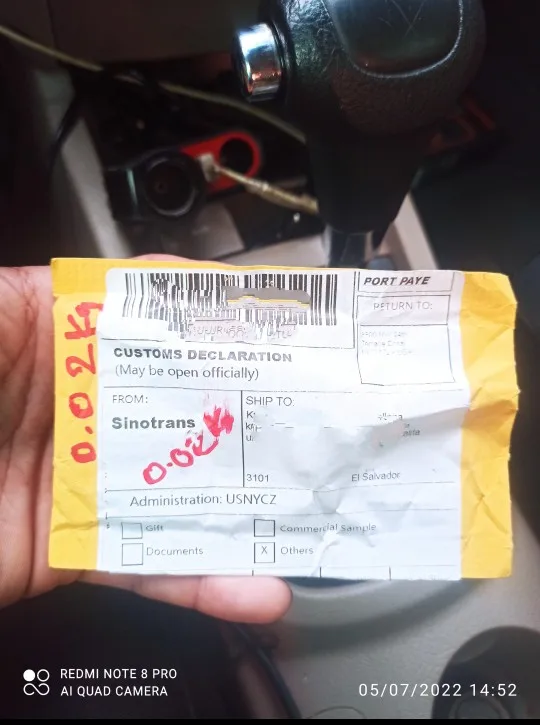 PORT PAYE
RETURN TO:
CUSTOMS DECLARATION
(May be open officially)
FROM:
SHIP TO:
Sinotrans
0.02kg
0.02kg
3101
El Salvador
Administration: USNYCZ
Gift
Commercial Sample
Documents
X Others
REDMI NOTE 8 PRO
AI QUAD CAMERA
05/07/2022 14:52